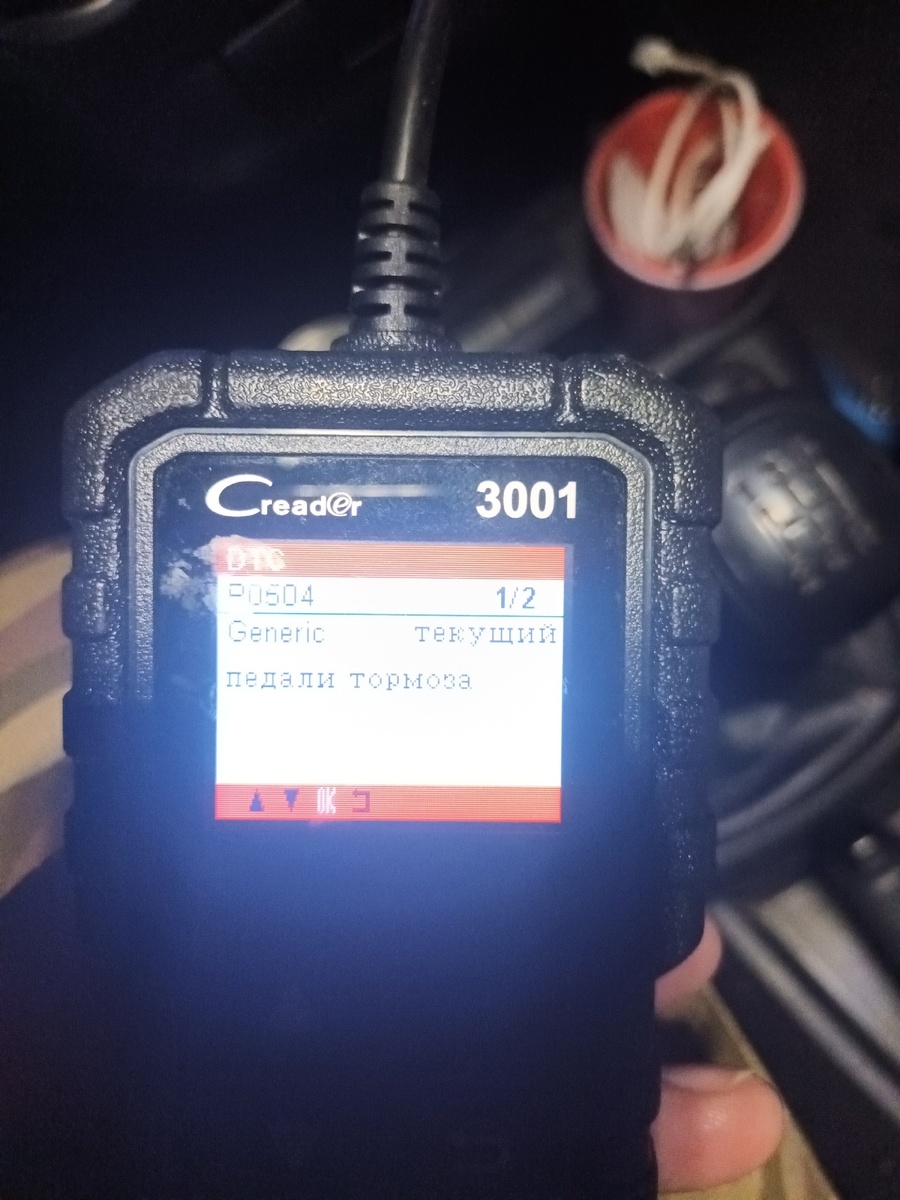 Creader 3001
DTC
P0504 1/2
Generic текущий
педали тормоза
OK